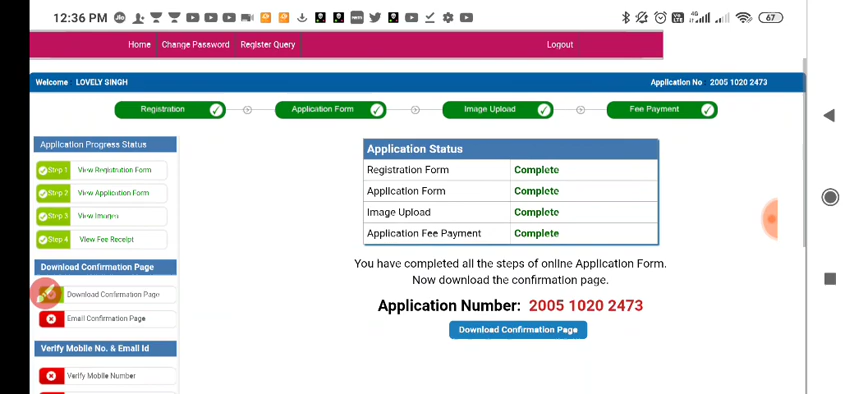 12:36 PM
67
Home Change Password Register Query Logout
Welcome LOVELY SINGH Application No 2005 1020 2473
Registration Application Form Image Upload Fee Payment
Application Progress Status
Step 1 View Registration Form
Step 2 View Application Form
Step 3 View Images
Step 4 View Fee Receipt
Download Confirmation Page
Download Confirmation Page
Email Confirmation Page
Verify Mobile No. & Email Id
Verify Mobile Number
Application Status
Registration Form Complete
Application Form Complete
Image Upload Complete
Application Fee Payment Complete
You have completed all the steps of online Application Form.
Now download the confirmation page.
Application Number: 2005 1020 2473
Download Confirmation Page